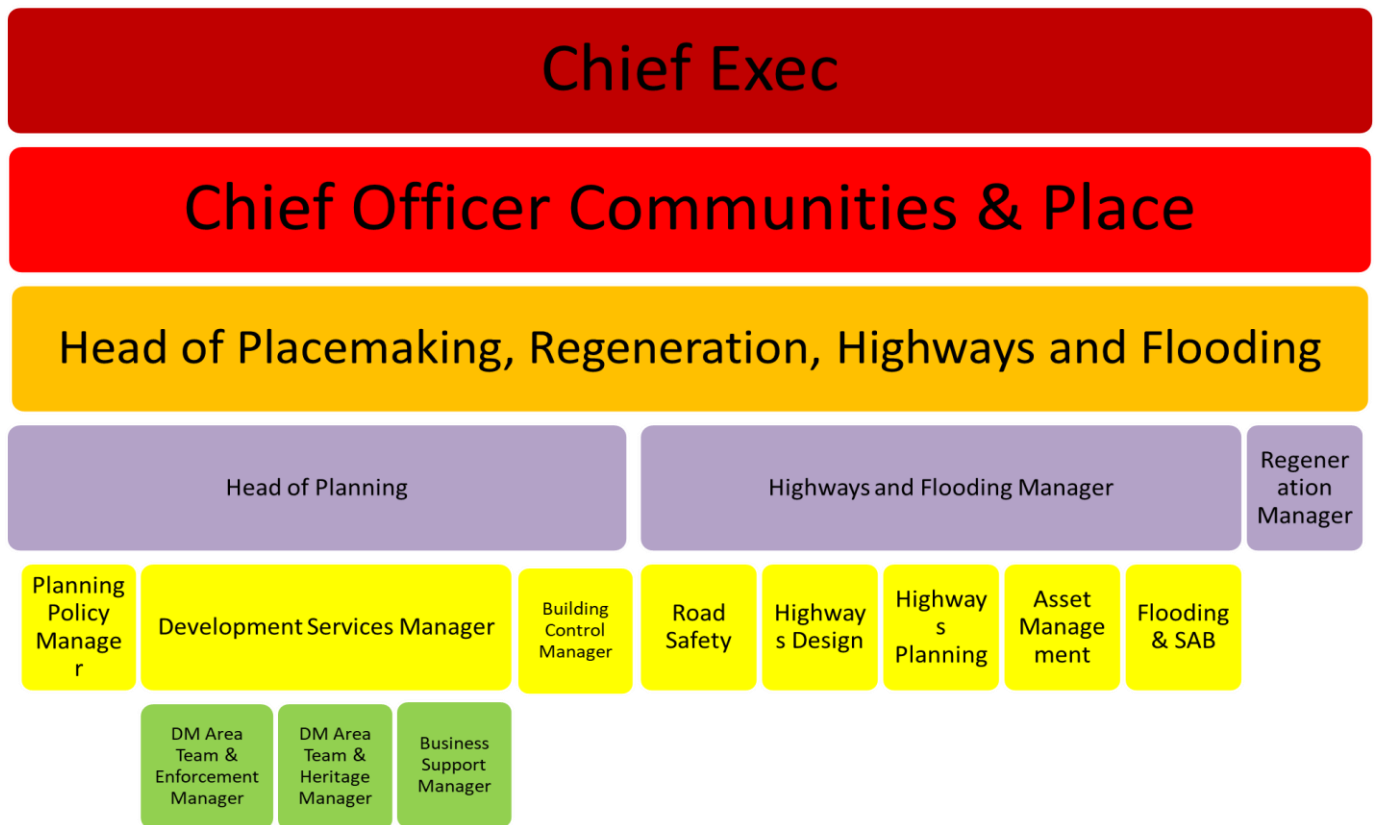 Chief Exec
Chief Officer Communities & Place
Head of Placemaking, Regeneration, Highways and Flooding
Head of Planning
Highways and Flooding Manager
Regener
ation
Manager
Planning
Policy
Manage
r
Development Services Manager
Building
Control
Manager
Road
Safety
Highway
s Design
Highway
s
Planning
Asset
Manage
ment
Flooding
& SAB
DM Area
Team &
Enforcement
Manager
DM Area
Team &
Heritage
Manager
Business
Support
Manager